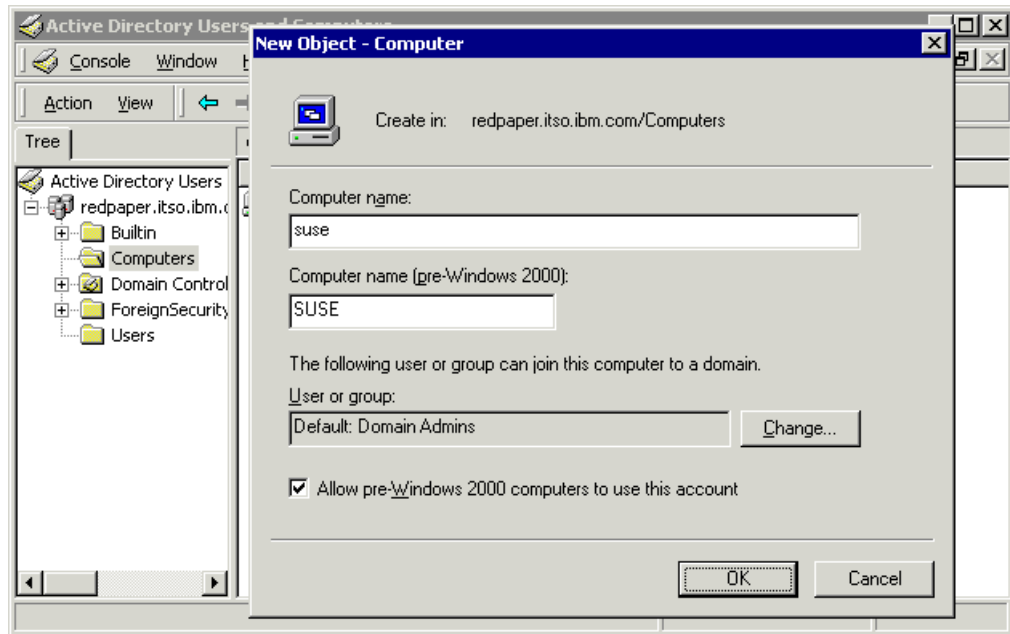 Active Directory Users and Computers
New Object - Computer
Console Window H
Action View
Create in: redpaper.itso.ibm.com/Computers
Tree
Active Directory Users
redpaper.itso.ibm.c
Builtin
Computers
Domain Control
ForeignSecurity
Users
Computer name:
suse
Computer name (pre-Windows 2000):
SUSE
The following user or group can join this computer to a domain.
User or group:
Default: Domain Admins
Change...
Allow pre-Windows 2000 computers to use this account
OK Cancel